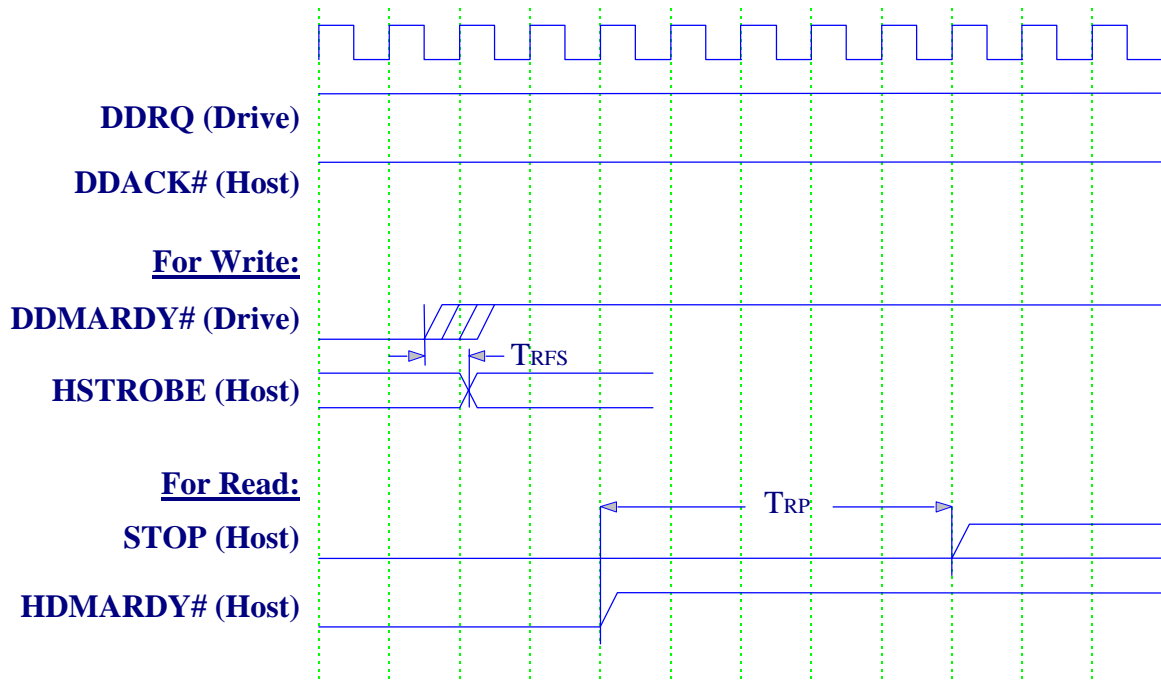 DDRQ (Drive)
DDACK# (Host)
For Write:
DDMARDY# (Drive)
TRFS
HSTROBE (Host)
For Read:
TRP
STOP (Host)
HDMARDY# (Host)